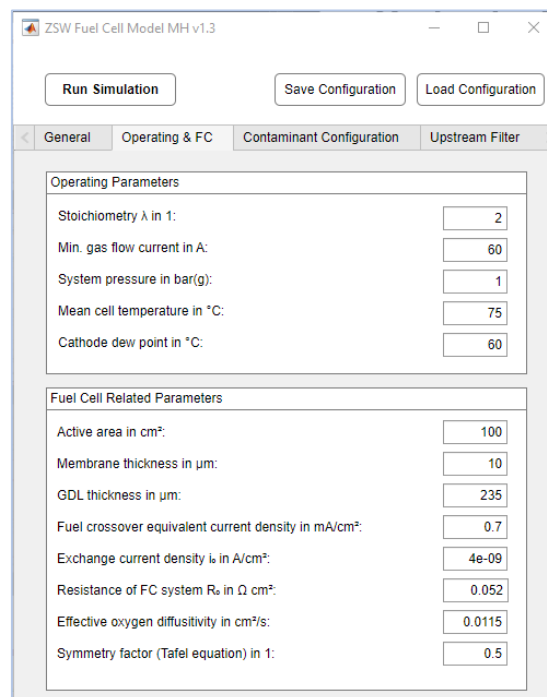 ZSW Fuel Cell Model MH v1.3
Run Simulation Save Configuration Load Configuration
< General Operating & FC Contaminant Configuration Upstream Filter
Operating Parameters
Stoichiometry λ in 1: 2
Min. gas flow current in A: 60
System pressure in bar(g): 1
Mean cell temperature in °C: 75
Cathode dew point in °C: 60
Fuel Cell Related Parameters
Active area in cm²: 100
Membrane thickness in µm: 10
GDL thickness in µm: 235
Fuel crossover equivalent current density in mA/cm²: 0.7
Exchange current density i₀ in A/cm²: 4e-09
Resistance of FC system R₀ in Ω cm²: 0.052
Effective oxygen diffusitivity in cm²/s: 0.0115
Symmetry factor (Tafel equation) in 1: 0.5